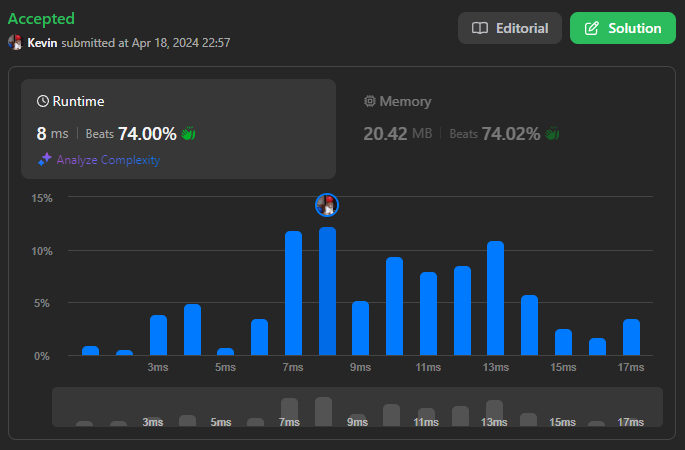 Accepted
Kevin submitted at Apr 18, 2024 22:57
Editorial
Solution
Runtime
8 ms | Beats 74.00%
Analyze Complexity
Memory
20.42 MB | Beats 74.02%
15%
10%
5%
0%
3ms 5ms 7ms 9ms 11ms 13ms 15ms 17ms
3ms 5ms 7ms 9ms 11ms 13ms 15ms 17ms